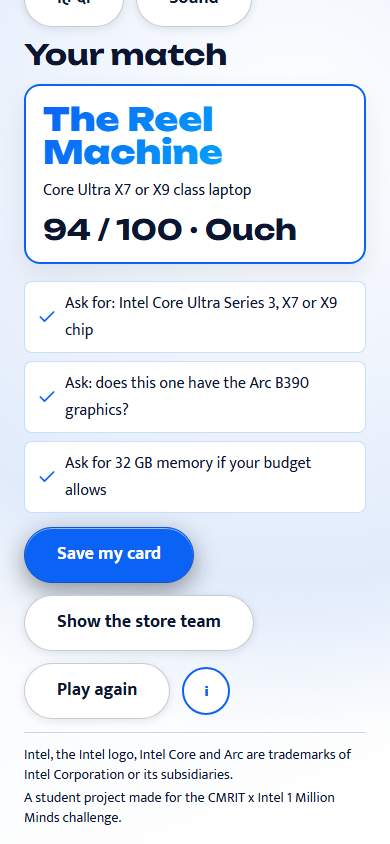 हिन्दी
Sound
Your match
The Reel
Machine
Core Ultra X7 or X9 class laptop
94 / 100 · Ouch
Ask for: Intel Core Ultra Series 3, X7 or X9
chip
Ask: does this one have the Arc B390
graphics?
Ask for 32 GB memory if your budget
allows
Save my card
Show the store team
Play again
i
Intel, the Intel logo, Intel Core and Arc are trademarks of
Intel Corporation or its subsidiaries.
A student project made for the CMRIT x Intel 1 Million
Minds challenge.